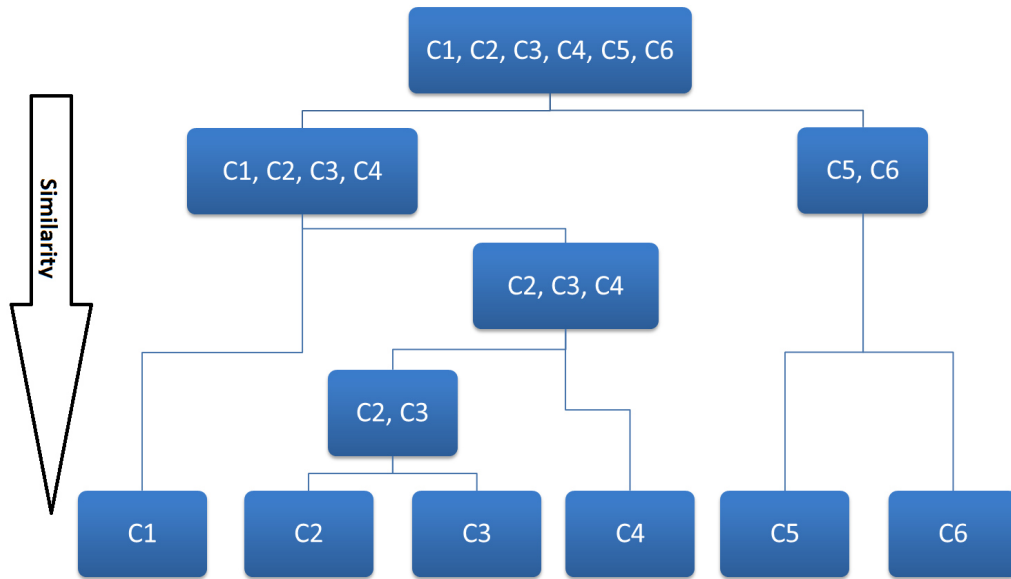 C1, C2, C3, C4, C5, C6
C1, C2, C3, C4
C5, C6
Similarity
C2, C3, C4
C2, C3
C1
C2
C3
C4
C5
C6